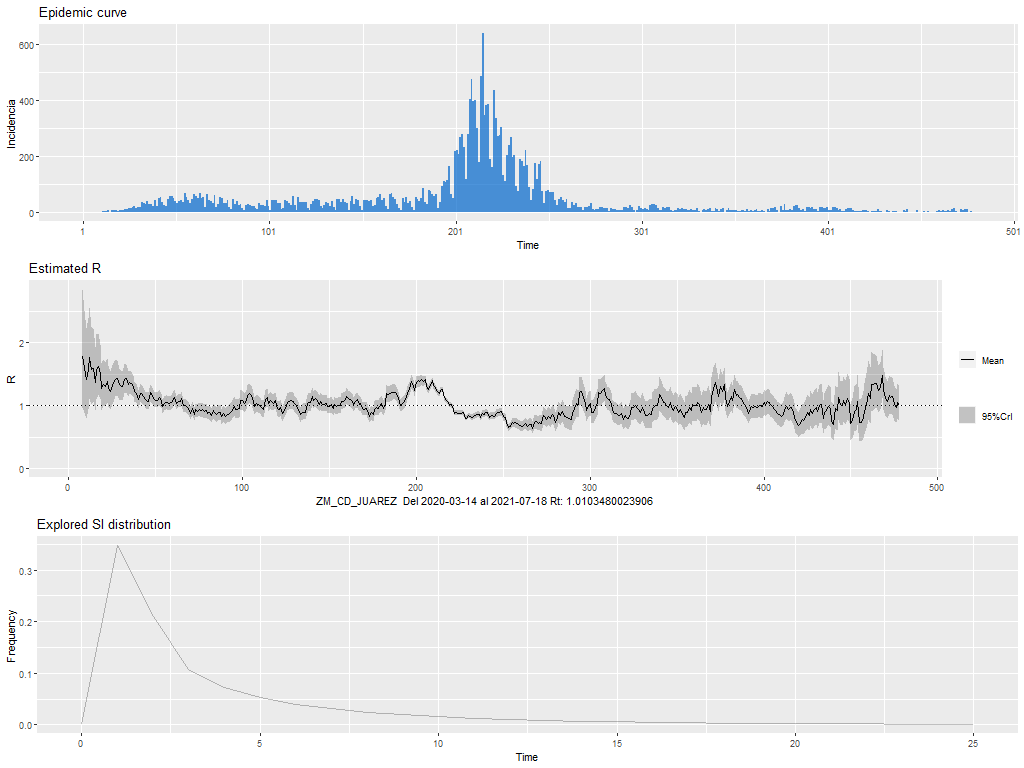 Epidemic curve
Incidencia
600
400
200
0
1
101
201
301
401
501
Time
Estimated R
R
2
1
0
0
100
200
300
400
500
ZM_CD_JUAREZ Del 2020-03-14 al 2021-07-18 Rt: 1.0103480023906
Mean
95%CrI
Explored SI distribution
Frequency
0.3
0.2
0.1
0.0
0
5
10
15
20
25
Time